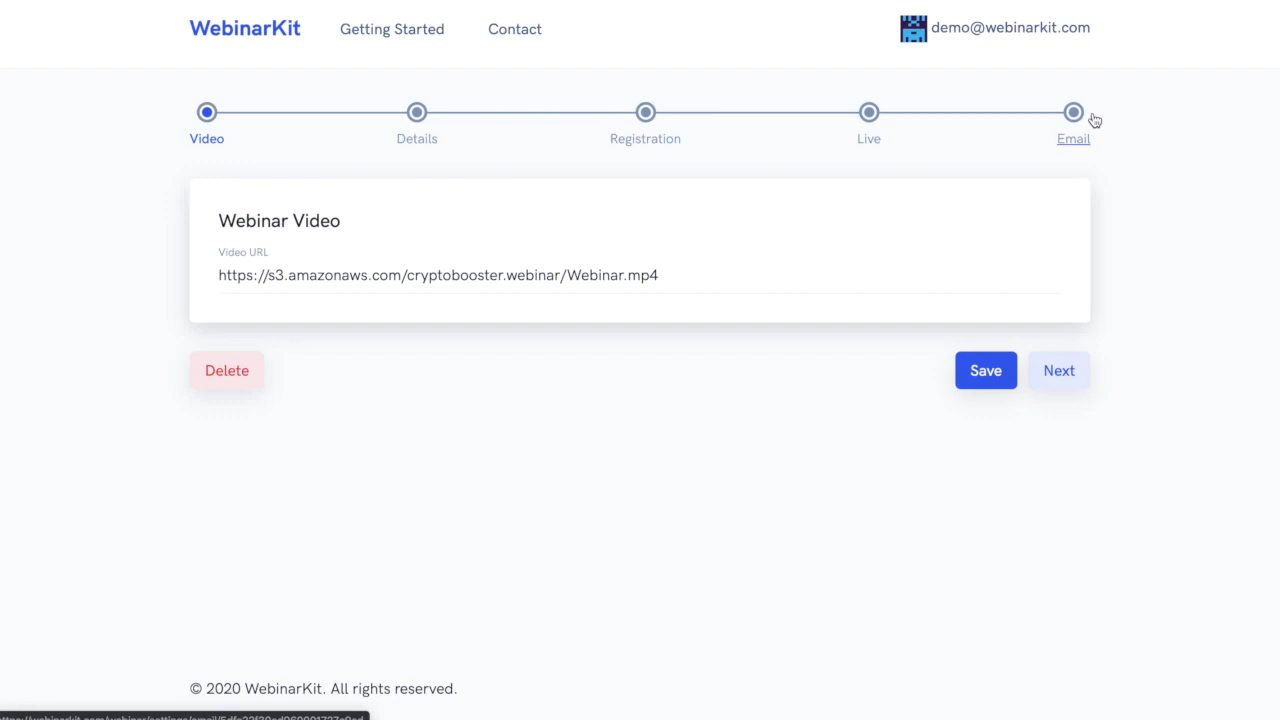 WebinarKit
Getting Started
Contact
demo@webinarkit.com
Video
Details
Registration
Live
Email
Webinar Video
Video URL
https://s3.amazonaws.com/cryptobooster.webinar/Webinar.mp4
Delete
Save
Next
© 2020 WebinarKit. All rights reserved.